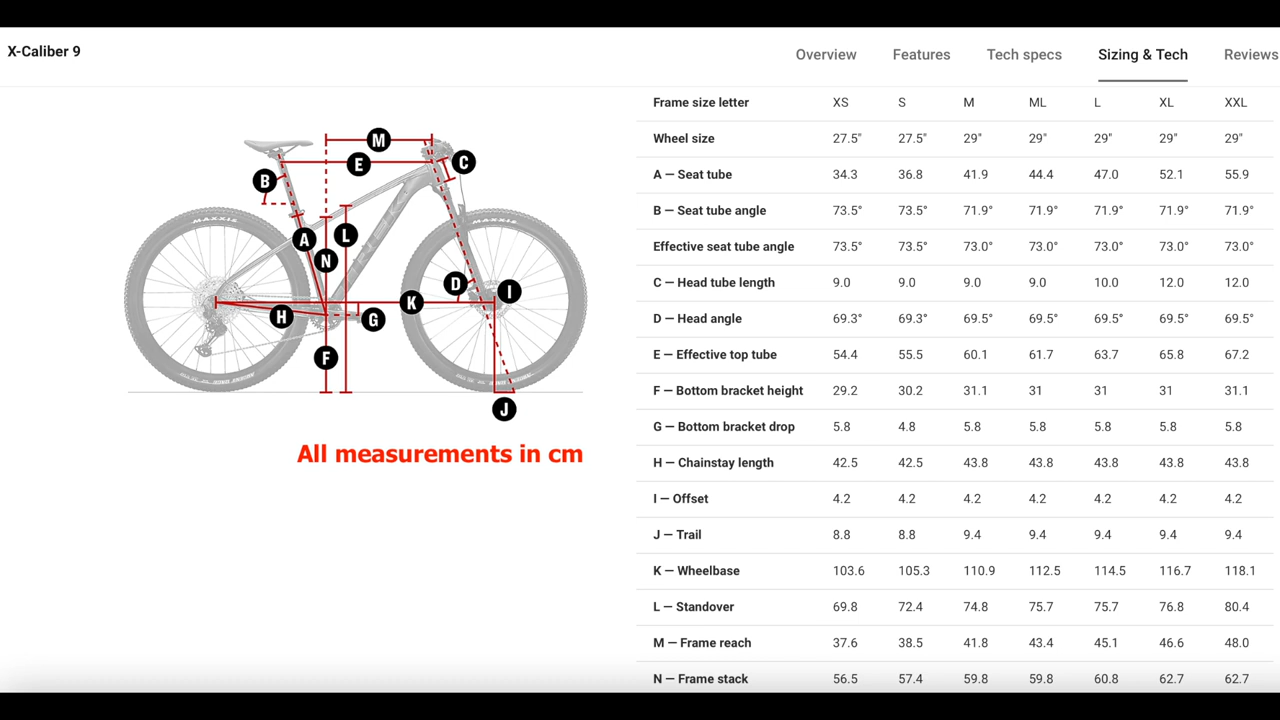 X-Caliber 9
Overview Features Tech specs Sizing & Tech Reviews
Frame size letter XS S M ML L XL XXL
Wheel size 27.5" 27.5" 29" 29" 29" 29" 29"
A — Seat tube 34.3 36.8 41.9 44.4 47.0 52.1 55.9
B — Seat tube angle 73.5° 73.5° 71.9° 71.9° 71.9° 71.9° 71.9°
Effective seat tube angle 73.5° 73.5° 73.0° 73.0° 73.0° 73.0° 73.0°
C — Head tube length 9.0 9.0 9.0 9.0 10.0 12.0 12.0
D — Head angle 69.3° 69.3° 69.5° 69.5° 69.5° 69.5° 69.5°
E — Effective top tube 54.4 55.5 60.1 61.7 63.7 65.8 67.2
F — Bottom bracket height 29.2 30.2 31.1 31 31 31 31.1
G — Bottom bracket drop 5.8 4.8 5.8 5.8 5.8 5.8 5.8
H — Chainstay length 42.5 42.5 43.8 43.8 43.8 43.8 43.8
I — Offset 4.2 4.2 4.2 4.2 4.2 4.2 4.2
J — Trail 8.8 8.8 9.4 9.4 9.4 9.4 9.4
K — Wheelbase 103.6 105.3 110.9 112.5 114.5 116.7 118.1
L — Standover 69.8 72.4 74.8 75.7 75.7 76.8 80.4
M — Frame reach 37.6 38.5 41.8 43.4 45.1 46.6 48.0
N — Frame stack 56.5 57.4 59.8 59.8 60.8 62.7 62.7
M
E
C
B
A
L
N
D
I
K
H
G
F
J
MAXXIS
MAXXIS
TREK
All measurements in cm